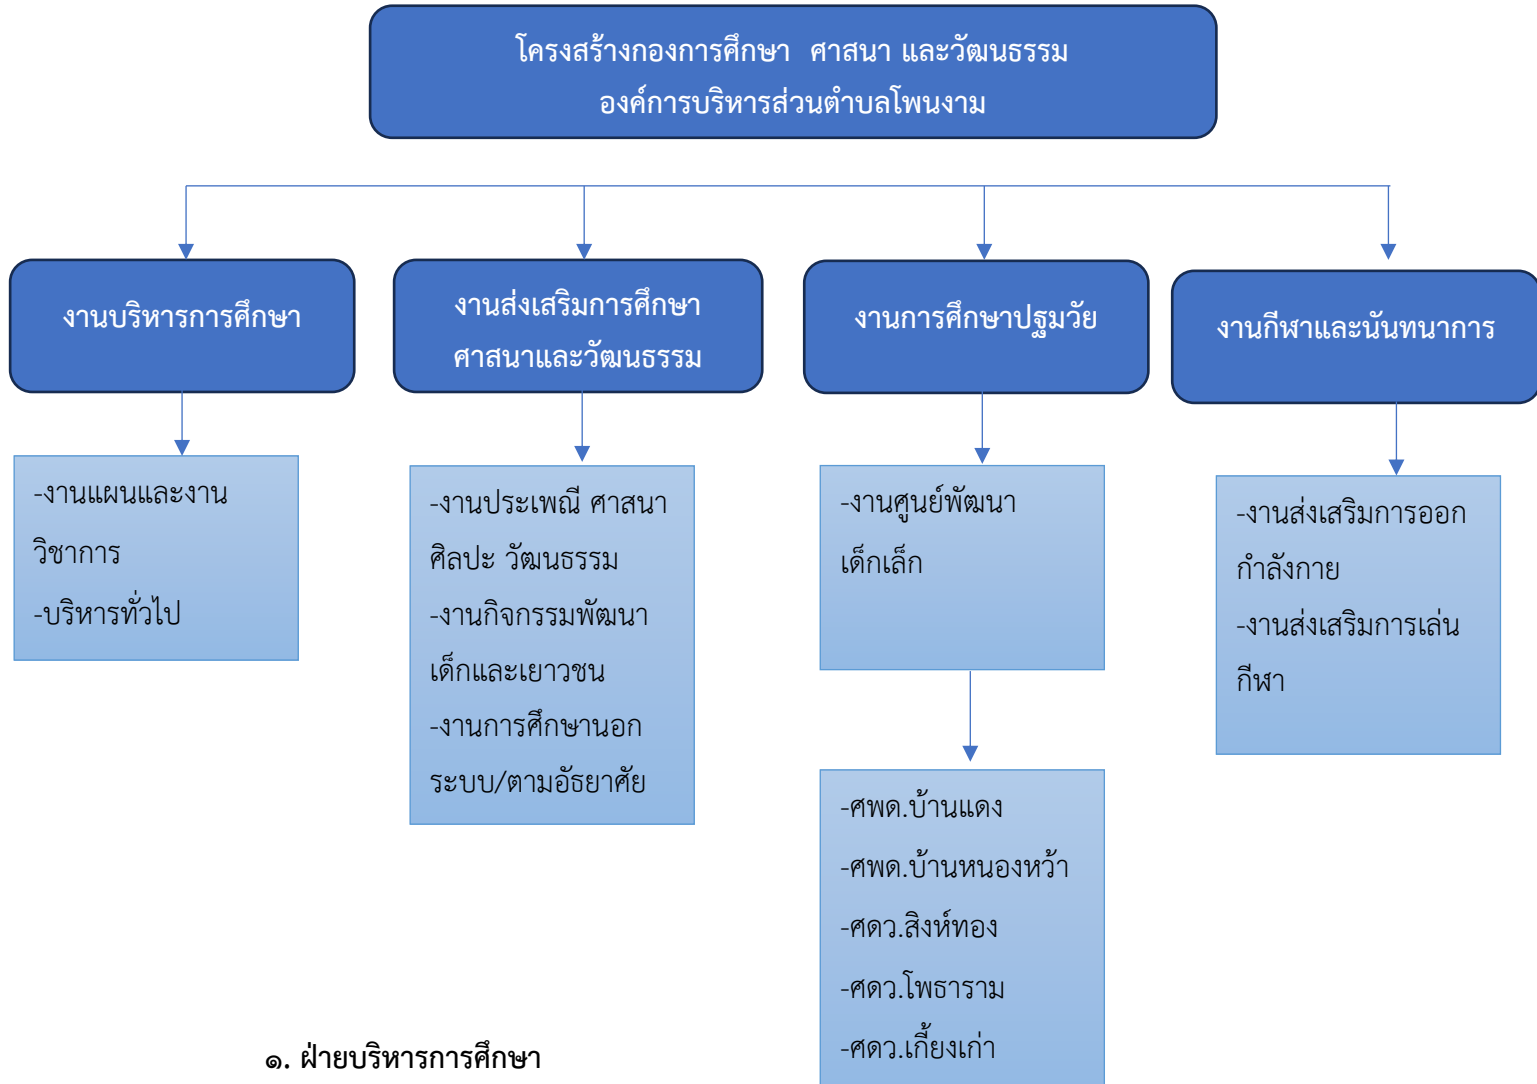 โครงสร้างกองการศึกษา ศาสนา และวัฒนธรรม
องค์การบริหารส่วนตำบลโพนงาม
งานบริหารการศึกษา
งานส่งเสริมการศึกษา
ศาสนาและวัฒนธรรม
งานการศึกษาปฐมวัย
งานกีฬาและนันทนาการ
-งานแผนและงาน
วิชาการ
-บริหารทั่วไป
-งานประเพณี ศาสนา
ศิลปะ วัฒนธรรม
-งานกิจกรรมพัฒนา
เด็กและเยาวชน
-งานการศึกษานอก
ระบบ/ตามอัธยาศัย
-งานศูนย์พัฒนา
เด็กเล็ก
-งานส่งเสริมการออก
กำลังกาย
-งานส่งเสริมการเล่น
กีฬา
-ศพด.บ้านแดง
-ศพด.บ้านหนองหว้า
-ศดว.สิงห์ทอง
-ศดว.โพธาราม
-ศดว.เกี้ยงเก่า
๑. ฝ่ายบริหารการศึกษา